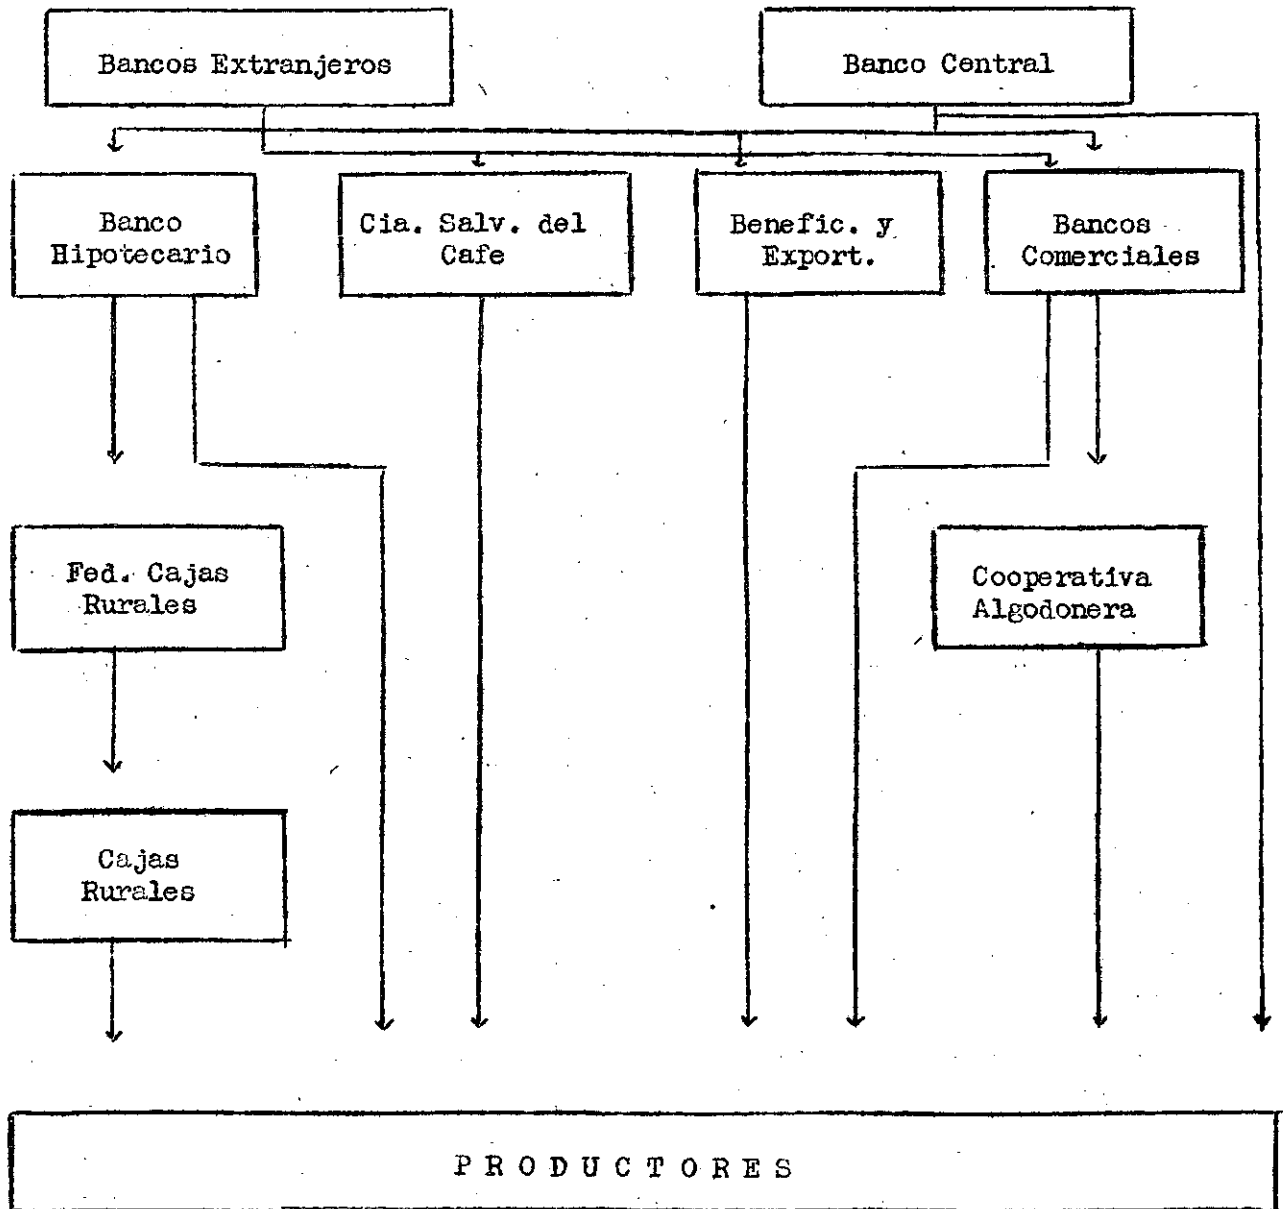 Bancos Extranjeros
Banco Central
Banco
Hipotecario
Cia. Salv. del
Cafe
Benefic. y
Export.
Bancos
Comerciales
Fed. Cajas
Rurales
Cooperativa
Algodonera
Cajas
Rurales
PRODUCTORES